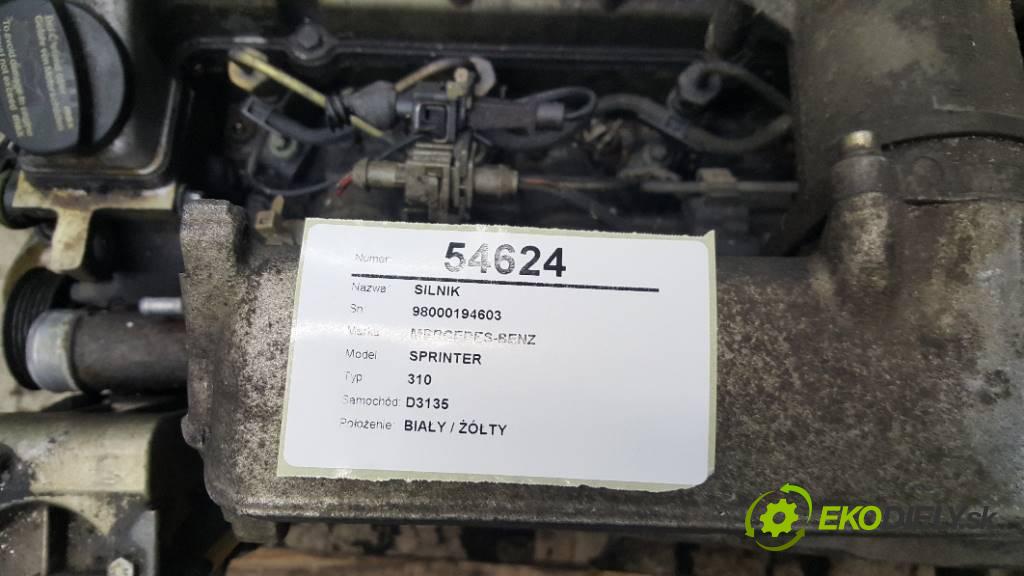 Numer: 54624
Nazwa: SILNIK
Sn: 98000194603
Marka: MERCEDES-BENZ
Model: SPRINTER
Typ: 310
Samochód: D3135
Położenie: BIAŁY / ŻÓŁTY
EKODIELY.sk